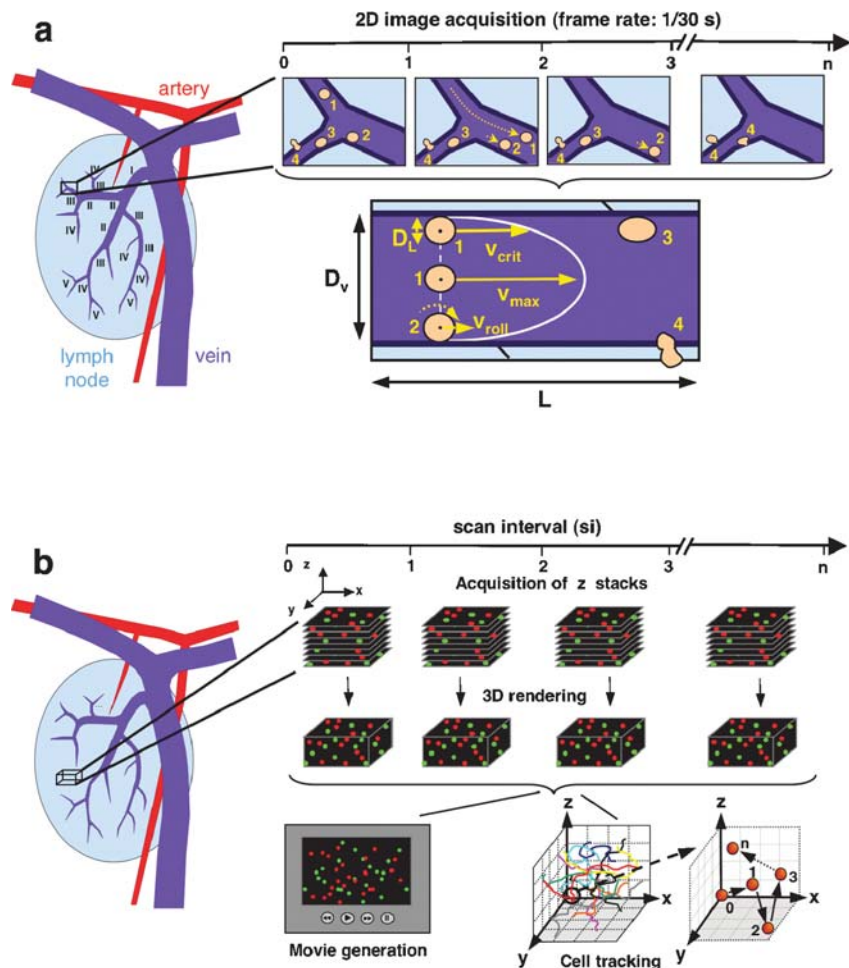 a
2D image acquisition (frame rate: 1/30 s)
0 1 2 3 n
artery
1 3 2 4
4 3 2 1
4 3 2
4 4
IV I
III
III II II
IV II III
III IV III
V IV IV
V V V
D_L 1 v_crit 3
D_v 1 v_max
2 v_roll 4
lymph
node
vein
L
b
scan interval (si)
0 1 2 3 n
z
x
y
Acquisition of z stacks
3D rendering
z
x
y
z
n
1 3
0
2
x
y
Movie generation
Cell tracking